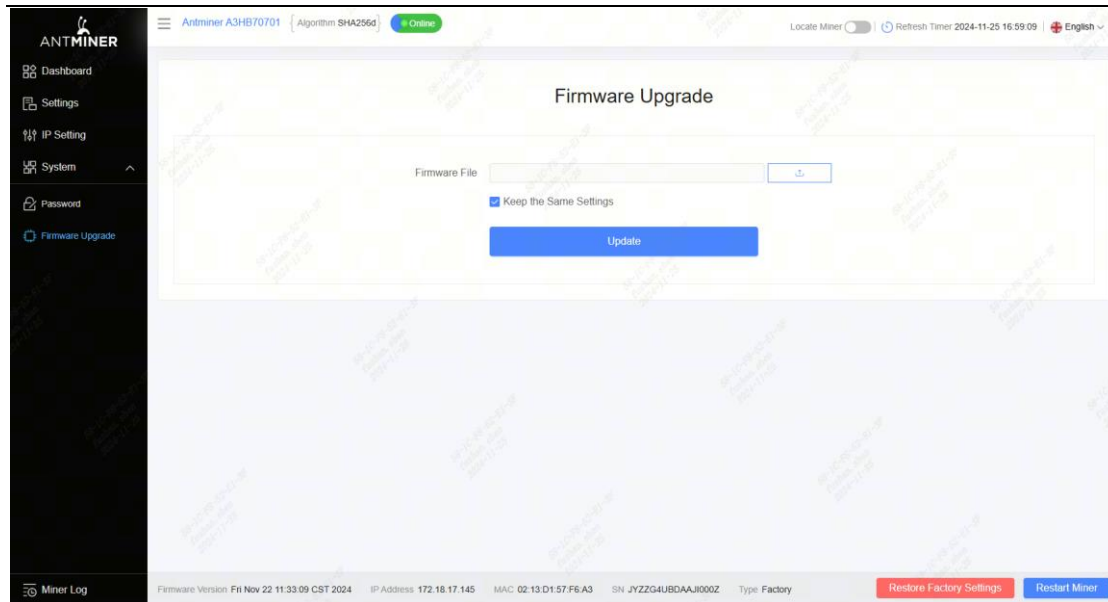 ANTMINER
Antminer A3HB70701 { Algorithm SHA256d } Online
Locate Miner Refresh Timer 2024-11-25 16:59:09 English
Dashboard
Settings
IP Setting
System
Password
Firmware Upgrade
Firmware Upgrade
Firmware File
Keep the Same Settings
Update
Miner Log
Firmware Version Fri Nov 22 11:33:09 CST 2024 IP Address 172.18.17.145 MAC 02:13:D1:57:F6:A3 SN JYZZG4UBDAAJI000Z Type Factory
Restore Factory Settings Restart Miner